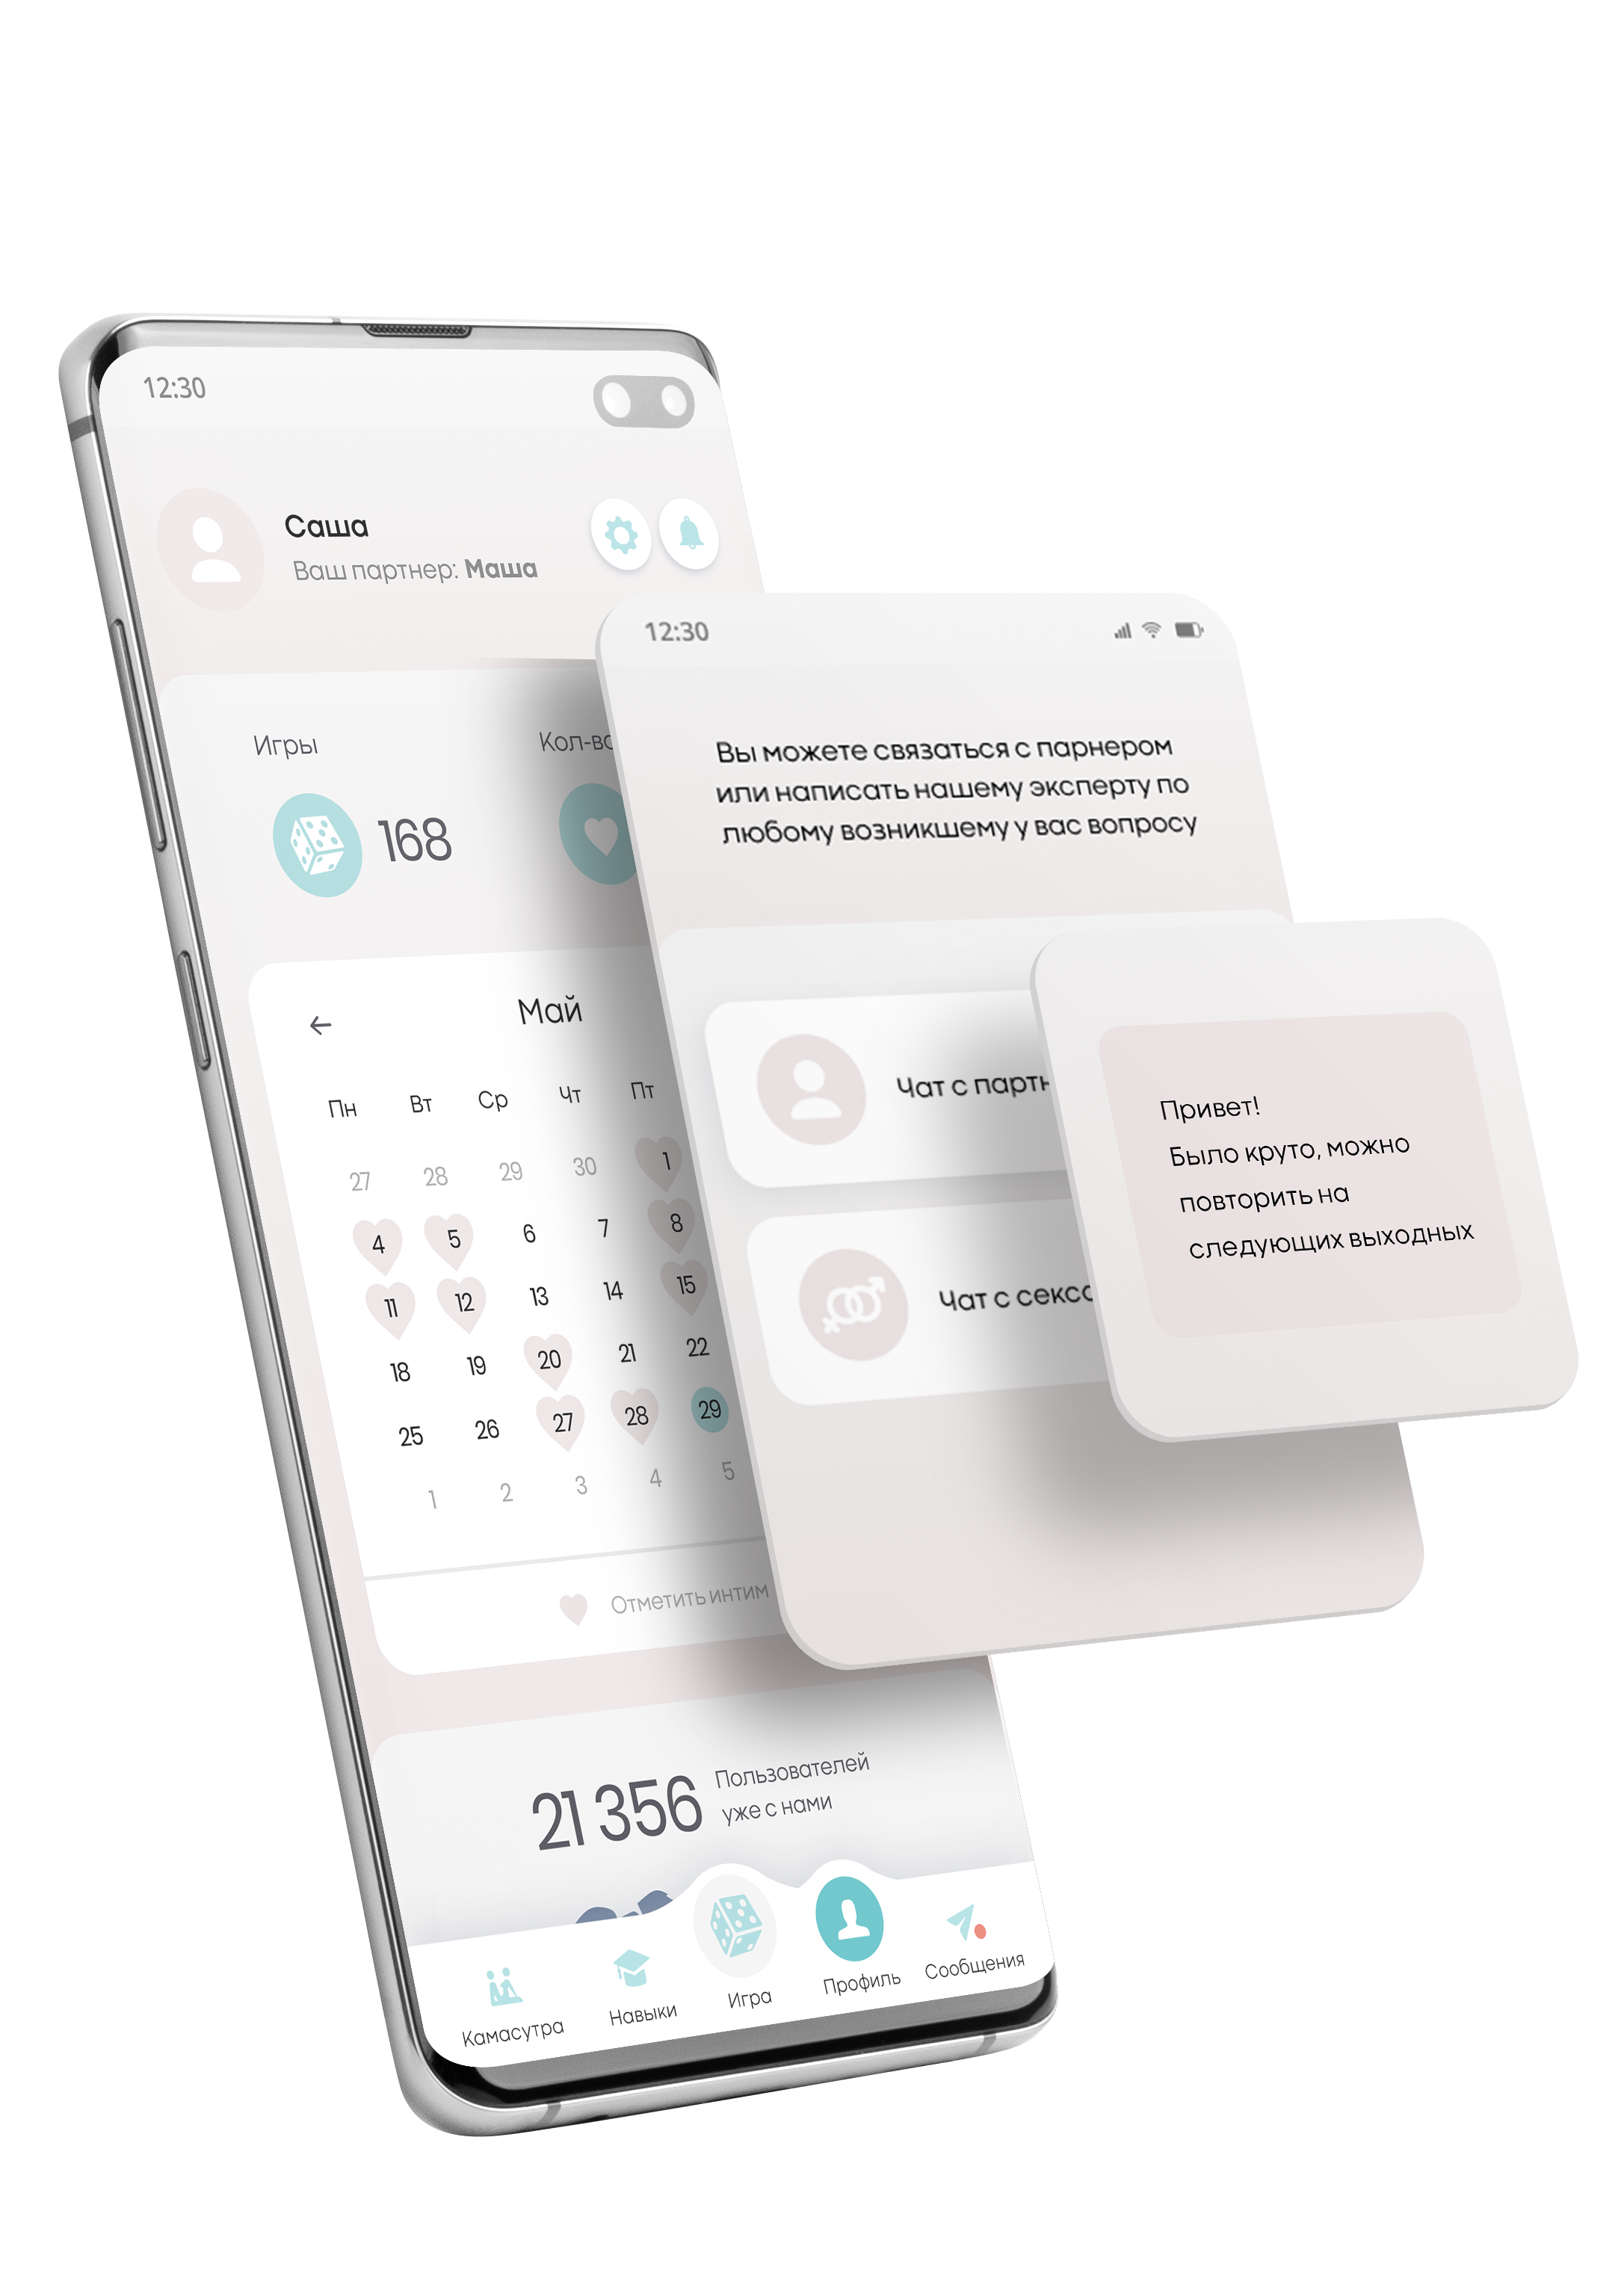 12:30
Саша
Ваш партнер: Маша
Игры
168
Май
Пн Вт Ср Чт Пт
27 28 29 30 1
4 5 6 7 8
11 12 13 14 15
18 19 20 21 22
25 26 27 28 29
1 2 3 4 5
Отметить интим
21 356
Пользователей
уже с нами
Камасутра
Навыки
Игра
Профиль
Сообщения
12:30
Вы можете связаться с парнером
или написать нашему эксперту по
любому возникшему у вас вопросу
Чат с
Чат с
Привет!
Было круто, можно
повторить на
следующих выходных